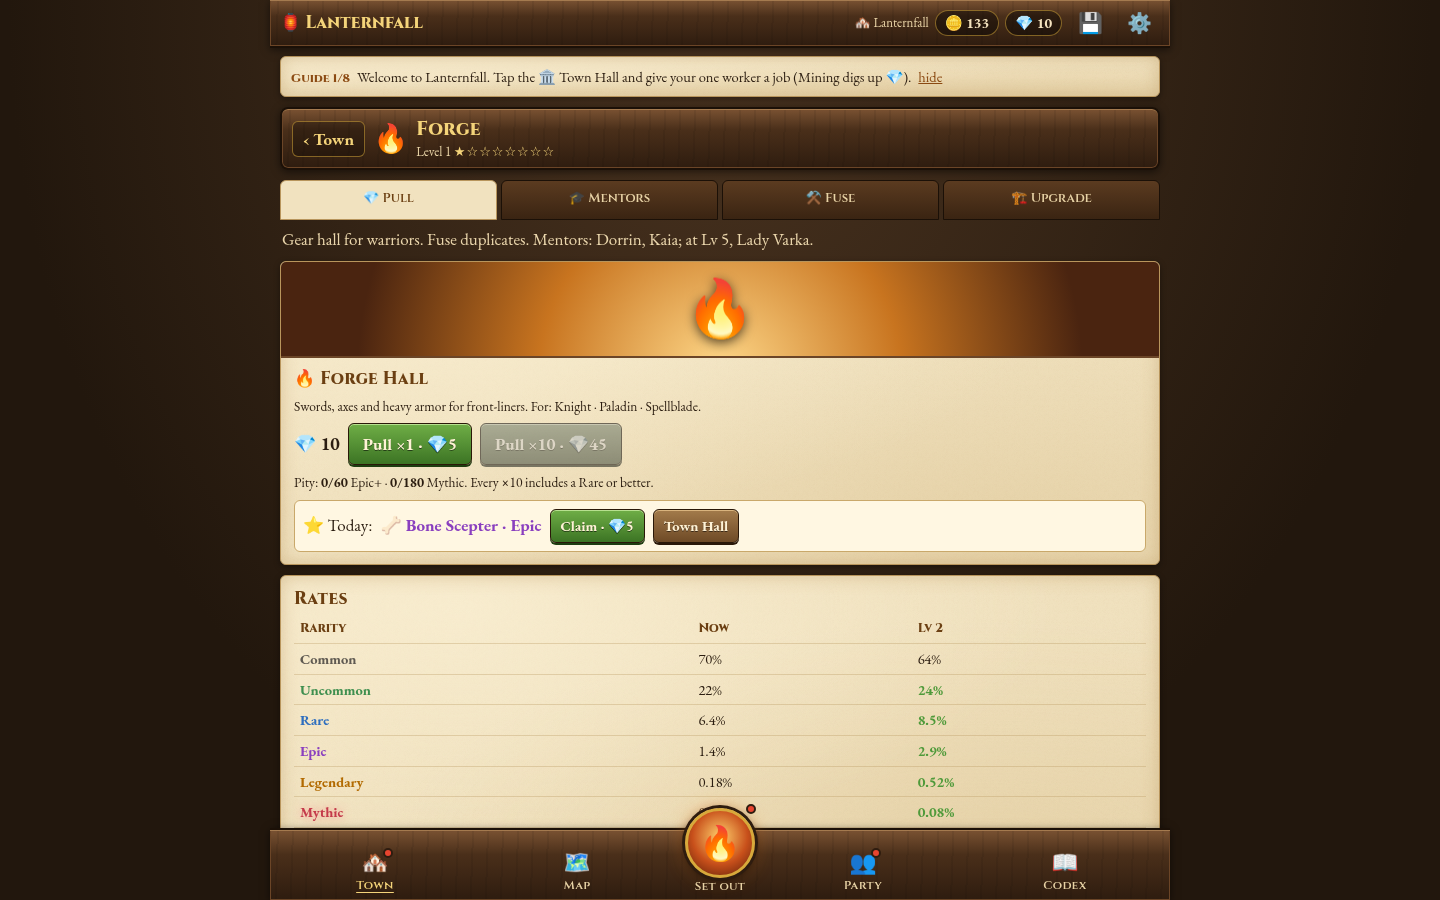 Lanternfall
Lanternfall 133 10
Guide 1/8 Welcome to Lanternfall. Tap the Town Hall and give your one worker a job (Mining digs up ). hide
‹ Town
Forge
Level 1 ★☆☆☆☆☆☆☆
Pull Mentors Fuse Upgrade
Gear hall for warriors. Fuse duplicates. Mentors: Dorrin, Kaia; at Lv 5, Lady Varka.
Forge Hall
Swords, axes and heavy armor for front-liners. For: Knight · Paladin · Spellblade.
10 Pull ×1 · 5 Pull ×10 · 45
Pity: 0/60 Epic+ · 0/180 Mythic. Every ×10 includes a Rare or better.
Today: Bone Scepter · Epic Claim · 5 Town Hall
Rates
Rarity Now Lv 2
Common 70% 64%
Uncommon 22% 24%
Rare 6.4% 8.5%
Epic 1.4% 2.9%
Legendary 0.18% 0.52%
Mythic 0.08%
Town Map Set out Party Codex